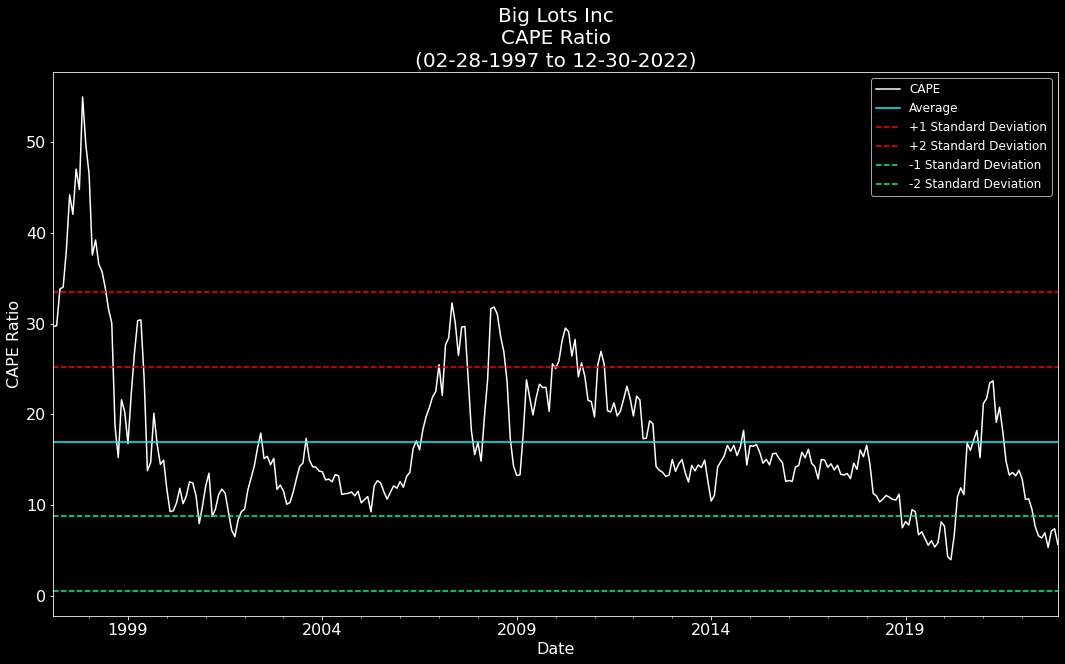 Big Lots Inc
CAPE Ratio
(02-28-1997 to 12-30-2022)
CAPE
Average
+1 Standard Deviation
+2 Standard Deviation
-1 Standard Deviation
-2 Standard Deviation
50
40
30
20
10
0
CAPE Ratio
1999 2004 2009 2014 2019
Date